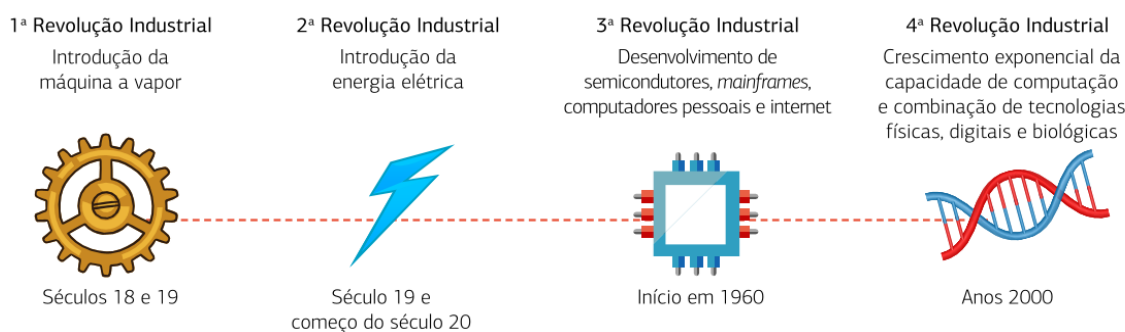 1ª Revolução Industrial
Introdução da
máquina a vapor
Séculos 18 e 19
2ª Revolução Industrial
Introdução da
energia elétrica
Século 19 e
começo do século 20
3ª Revolução Industrial
Desenvolvimento de
semicondutores, mainframes,
computadores pessoais e internet
Início em 1960
4ª Revolução Industrial
Crescimento exponencial da
capacidade de computação
e combinação de tecnologias
físicas, digitais e biológicas
Anos 2000